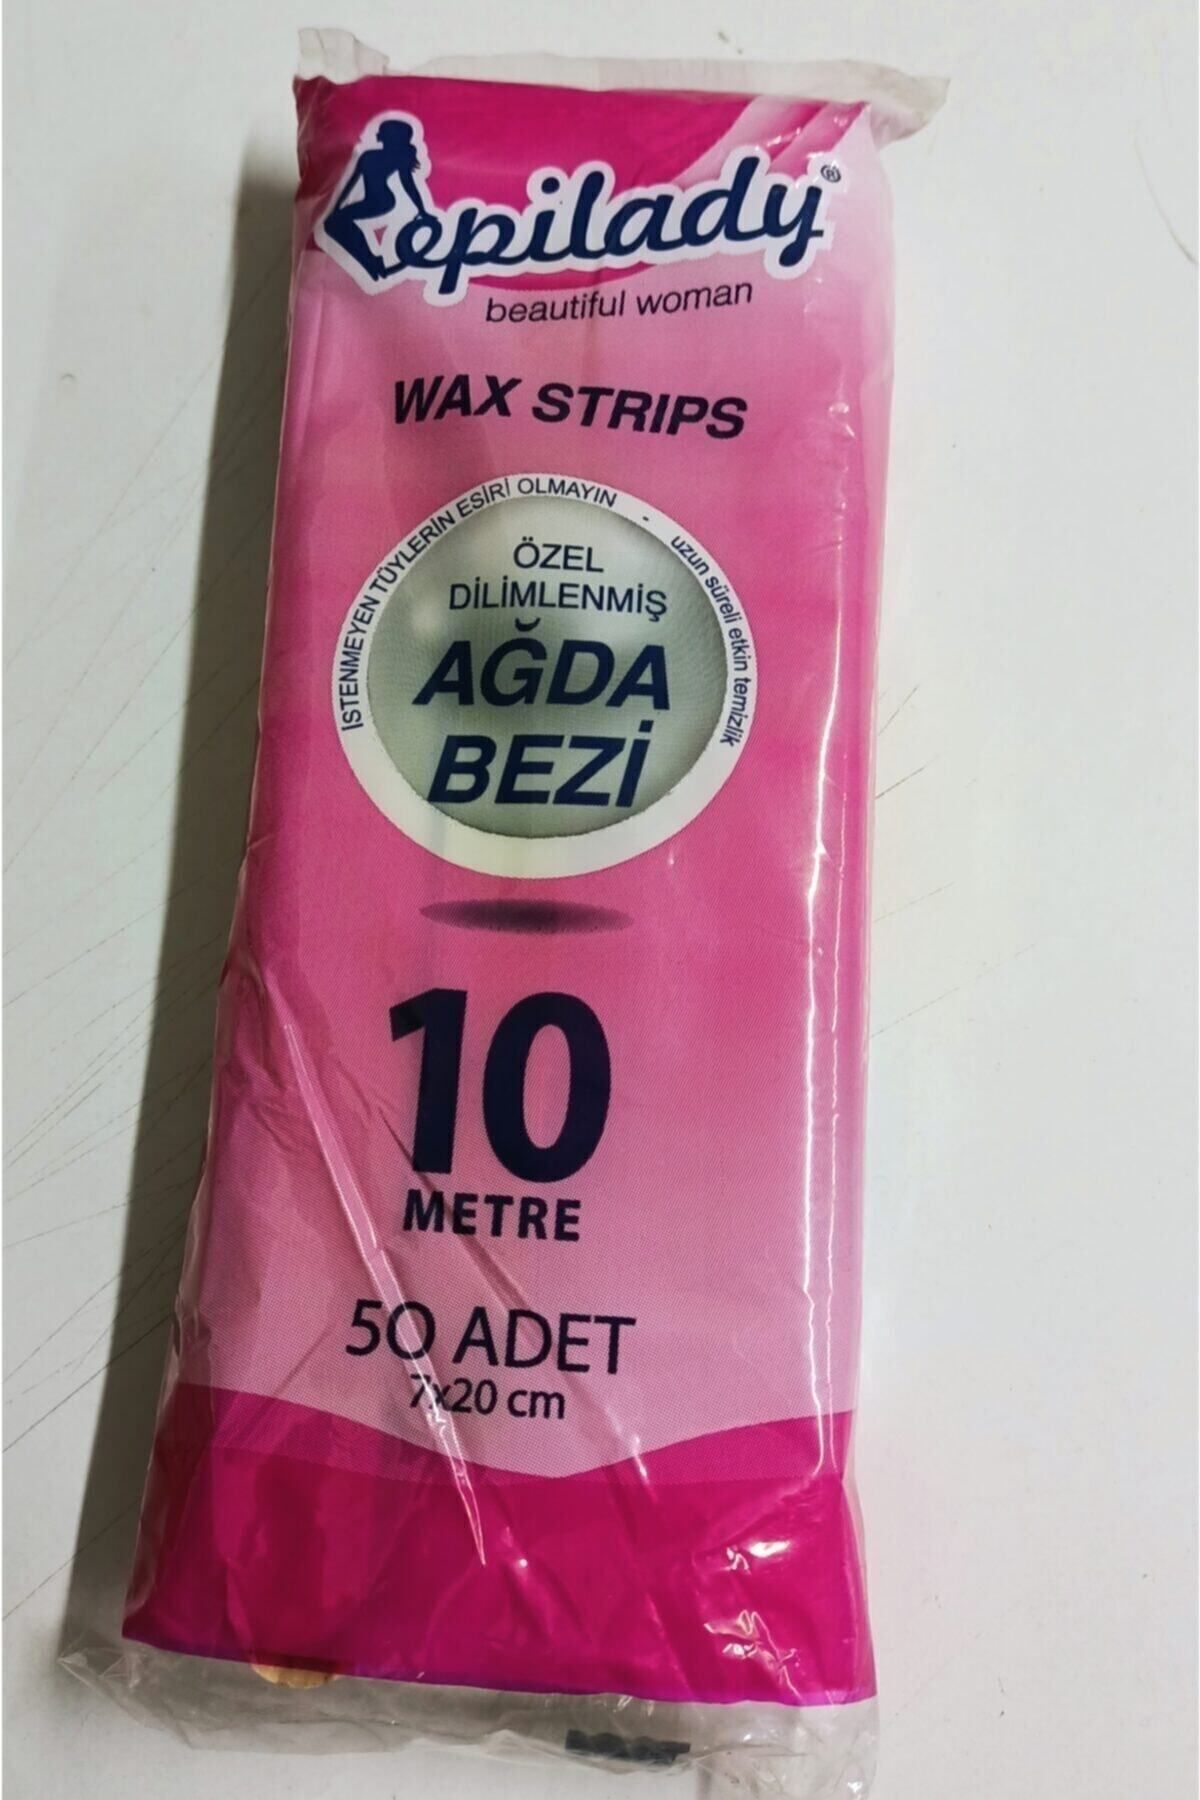 epilady®
beautiful woman
WAX STRIPS
İSTENMEYEN TÜYLERİN ESİRİ OLMAYIN - uzun süreli etkin temizlik
ÖZEL
DİLİMLENMİŞ
AĞDA
BEZİ
10
METRE
50 ADET
7x20 cm